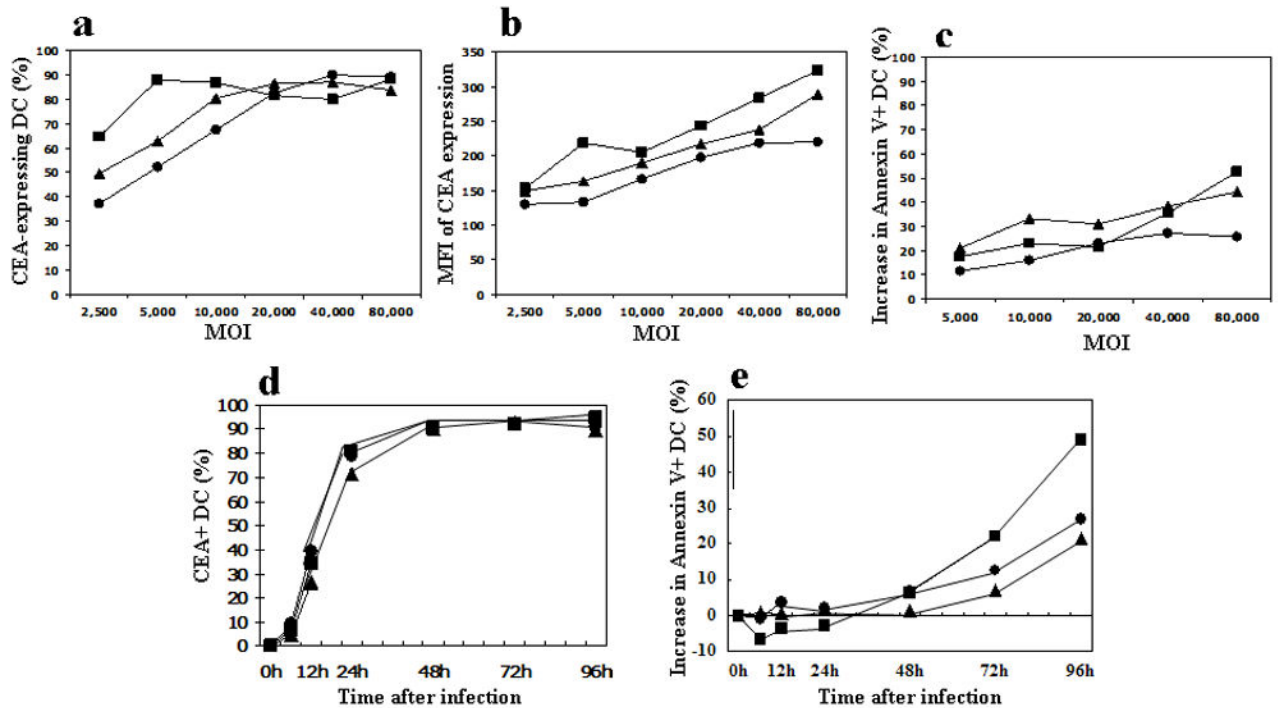 a
CEA-expressing DC (%)
100
90
80
70
60
50
40
30
20
10
0
2,500 5,000 10,000 20,000 40,000 80,000
MOI
b
MFI of CEA expression
350
300
250
200
150
100
50
0
2,500 5,000 10,000 20,000 40,000 80,000
MOI
c
Increase in Annexin V+ DC (%)
100
90
80
70
60
50
40
30
20
10
0
5,000 10,000 20,000 40,000 80,000
MOI
d
CEA+ DC (%)
100
90
80
70
60
50
40
30
20
10
0
0h 12h 24h 48h 72h 96h
Time after infection
e
Increase in Annexin V+ DC (%)
60
50
40
30
20
10
0
-10
0h 12h 24h 48h 72h 96h
Time after infection